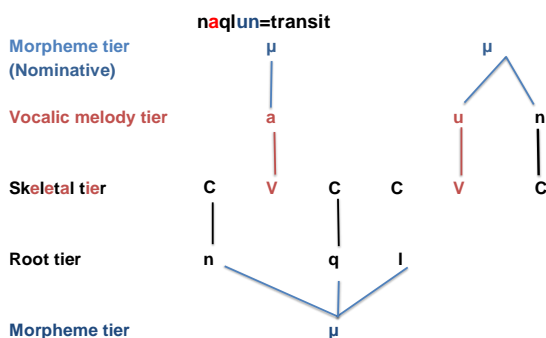 naqlun=transit
Morpheme tier μ μ
(Nominative)
Vocalic melody tier a u n
Skeletal tier C V C C V C
Root tier n q l
Morpheme tier μ